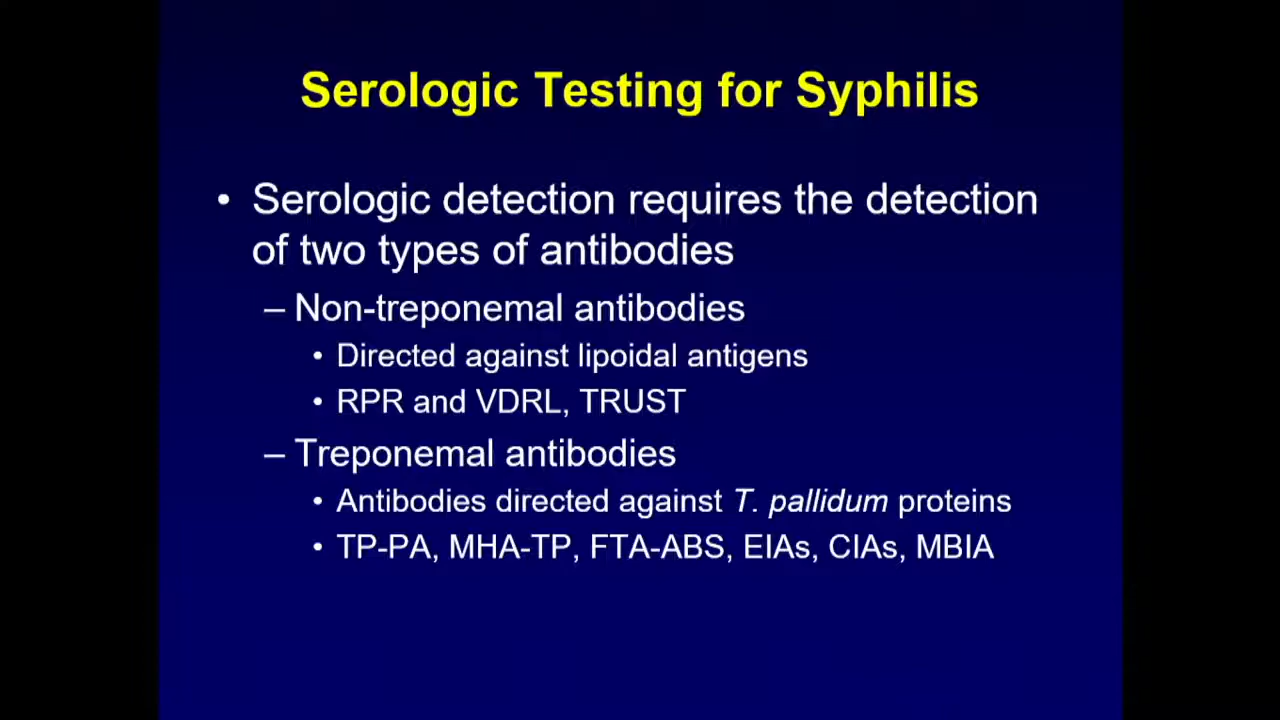 Serologic Testing for Syphilis
• Serologic detection requires the detection
of two types of antibodies
– Non-treponemal antibodies
• Directed against lipoidal antigens
• RPR and VDRL, TRUST
– Treponemal antibodies
• Antibodies directed against T. pallidum proteins
• TP-PA, MHA-TP, FTA-ABS, EIAs, CIAs, MBIA